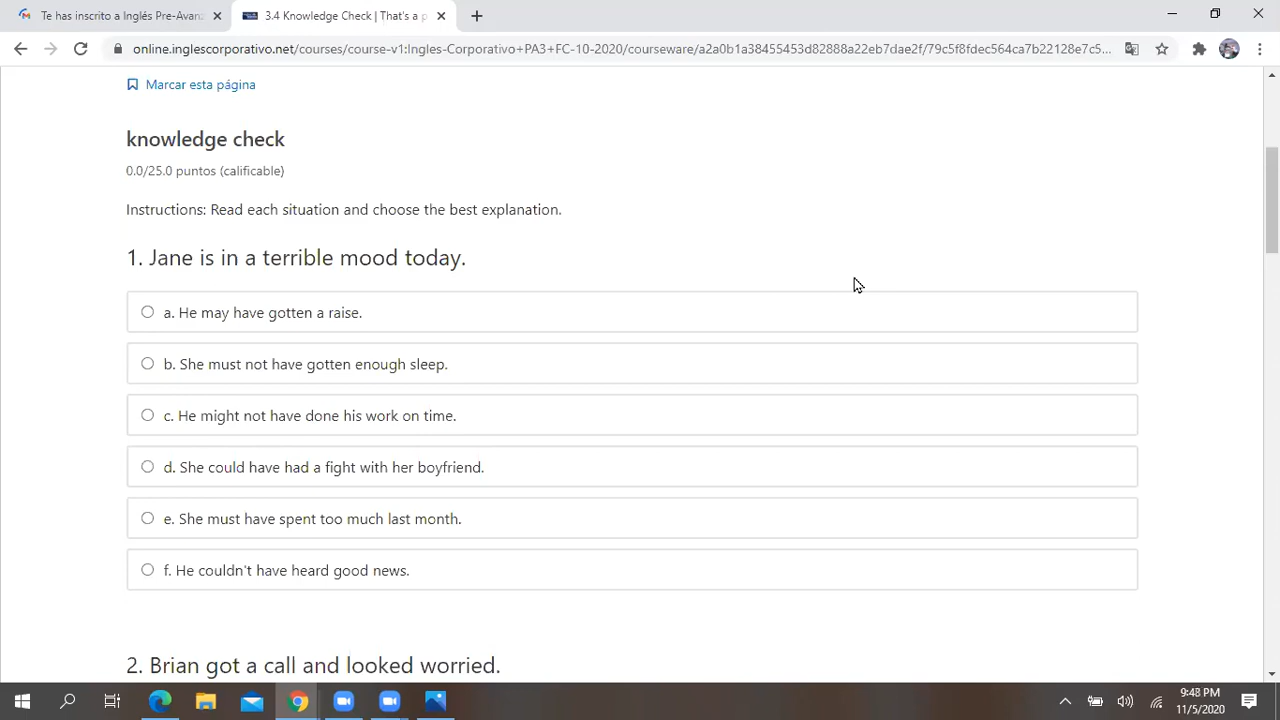 Te has inscrito a Inglés Pre-Avanz
3.4 Knowledge Check | That's a p
online.inglescorporativo.net/courses/course-v1:Ingles-Corporativo+PA3+FC-10-2020/courseware/a2a0b1a38455453d82888a22eb7dae2f/79c5f8fdec564ca7b22128e7c5...
Marcar esta página
knowledge check
0.0/25.0 puntos (calificable)
Instructions: Read each situation and choose the best explanation.
1. Jane is in a terrible mood today.
a. He may have gotten a raise.
b. She must not have gotten enough sleep.
c. He might not have done his work on time.
d. She could have had a fight with her boyfriend.
e. She must have spent too much last month.
f. He couldn't have heard good news.
2. Brian got a call and looked worried.
9:48 PM
11/5/2020